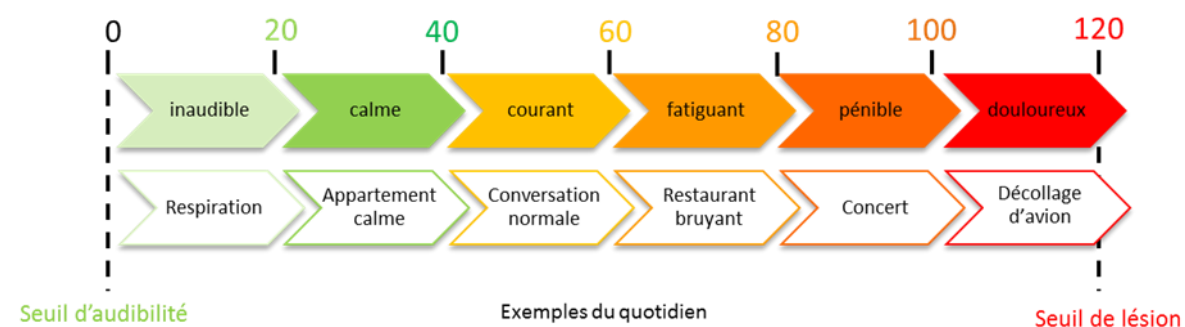 0 20 40 60 80 100 120
inaudible calme courant fatiguant pénible douloureux
Respiration Appartement calme Conversation normale Restaurant bruyant Concert Décollage d'avion
Seuil d'audibilité Exemples du quotidien Seuil de lésion